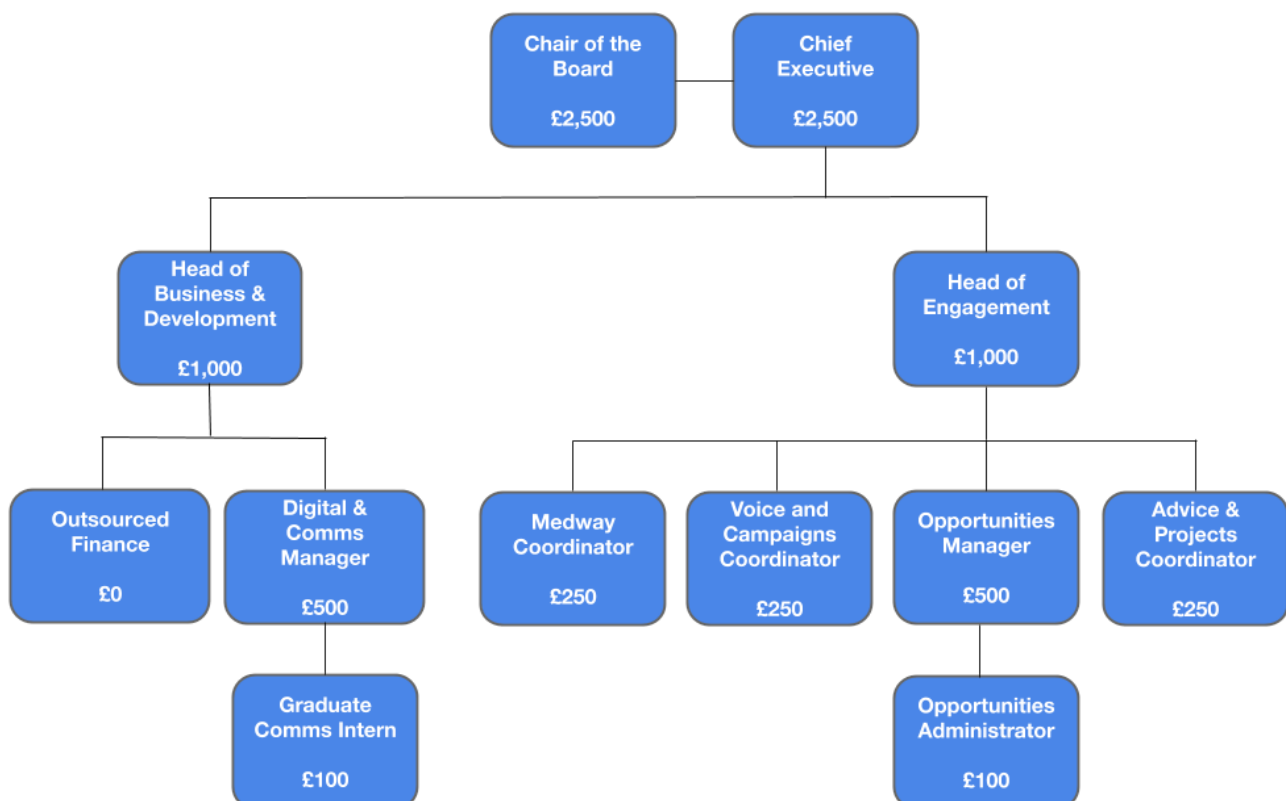 Chair of the
Board
£2,500
Chief
Executive
£2,500
Head of
Business &
Development
£1,000
Head of
Engagement
£1,000
Outsourced
Finance
£0
Digital &
Comms
Manager
£500
Medway
Coordinator
£250
Voice and
Campaigns
Coordinator
£250
Opportunities
Manager
£500
Advice &
Projects
Coordinator
£250
Graduate
Comms Intern
£100
Opportunities
Administrator
£100